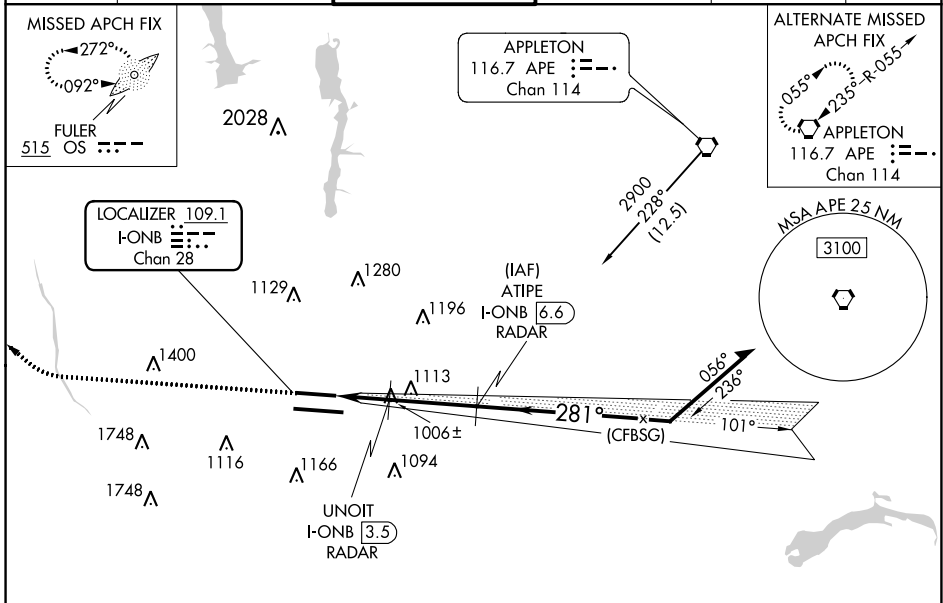 MISSED APCH FIX
272°
092°
FULER
515 OS
2028
APPLETON
116.7 APE
Chan 114
ALTERNATE MISSED
APCH FIX
055°
235°
R-055
APPLETON
116.7 APE
Chan 114
2900
228°
(12.5)
LOCALIZER 109.1
I-ONB
Chan 28
MSA APE 25 NM
3100
1129
1280
1196
(IAF)
ATIPE
I-ONB 6.6
RADAR
1400
1113
056°
236°
281°
(CFBSG)
101°
1006±
1748
1116
1166
1094
1748
UNOIT
I-ONB 3.5
RADAR